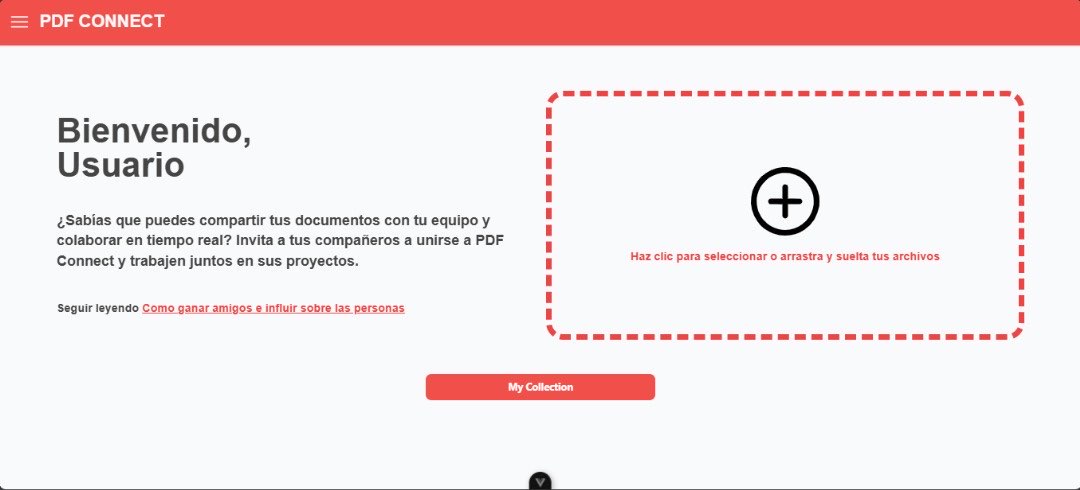 PDF CONNECT
Bienvenido,
Usuario
¿Sabías que puedes compartir tus documentos con tu equipo y
colaborar en tiempo real? Invita a tus compañeros a unirse a PDF
Connect y trabajen juntos en sus proyectos.
Seguir leyendo Como ganar amigos e influir sobre las personas
Haz clic para seleccionar o arrastra y suelta tus archivos
My Collection